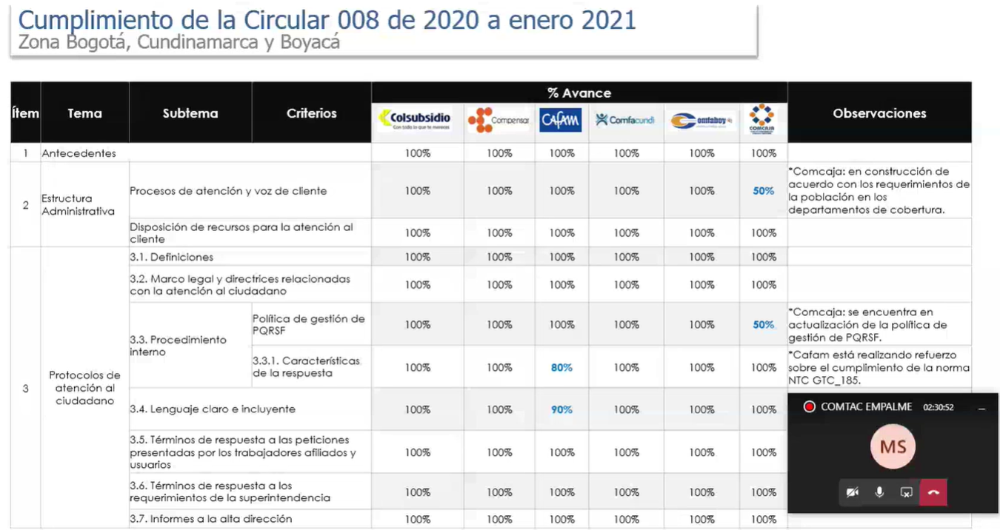 Cumplimiento de la Circular 008 de 2020 a enero 2021
Zona Bogotá, Cundinamarca y Boyacá
Ítem Tema Subtema Criterios % Avance Observaciones
Colsubsidio Compensar CAFAM Comfacundi Comfaboy COMCAJA
Con todo lo que te mereces
1 Antecedentes 100% 100% 100% 100% 100% 100%
2 Estructura
Administrativa
Procesos de atención y voz de cliente 100% 100% 100% 100% 100% 50%
*Comcaja: en construcción de
acuerdo con los requerimientos de
la población en los
departamentos de cobertura.
Disposición de recursos para la atención al
cliente
100% 100% 100% 100% 100% 100%
3 Protocolos de
atención al
ciudadano
3.1. Definiciones 100% 100% 100% 100% 100% 100%
3.2. Marco legal y directrices relacionadas
con la atención al ciudadano
100% 100% 100% 100% 100% 100%
3.3. Procedimiento
interno
Política de gestión de
PQRSF
100% 100% 100% 100% 100% 50%
*Comcaja: se encuentra en
actualización de la política de
gestión de PQRSF.
3.3.1. Características
de la respuesta
100% 100% 80% 100% 100% 100%
*Cafam está realizando refuerzo
sobre el cumplimiento de la norma
NTC GTC_185.
3.4. Lenguaje claro e incluyente 100% 100% 90% 100% 100% 100%
3.5. Términos de respuesta a las peticiones
presentadas por los trabajadores afiliados y
usuarios
100% 100% 100% 100% 100% 100%
3.6. Términos de respuesta a los
requerimientos de la superintendencia
100% 100% 100% 100% 100% 100%
3.7. Informes a la alta dirección 100% 100% 100% 100% 100% 100%
COMTAC EMPALME 02:30:52
MS